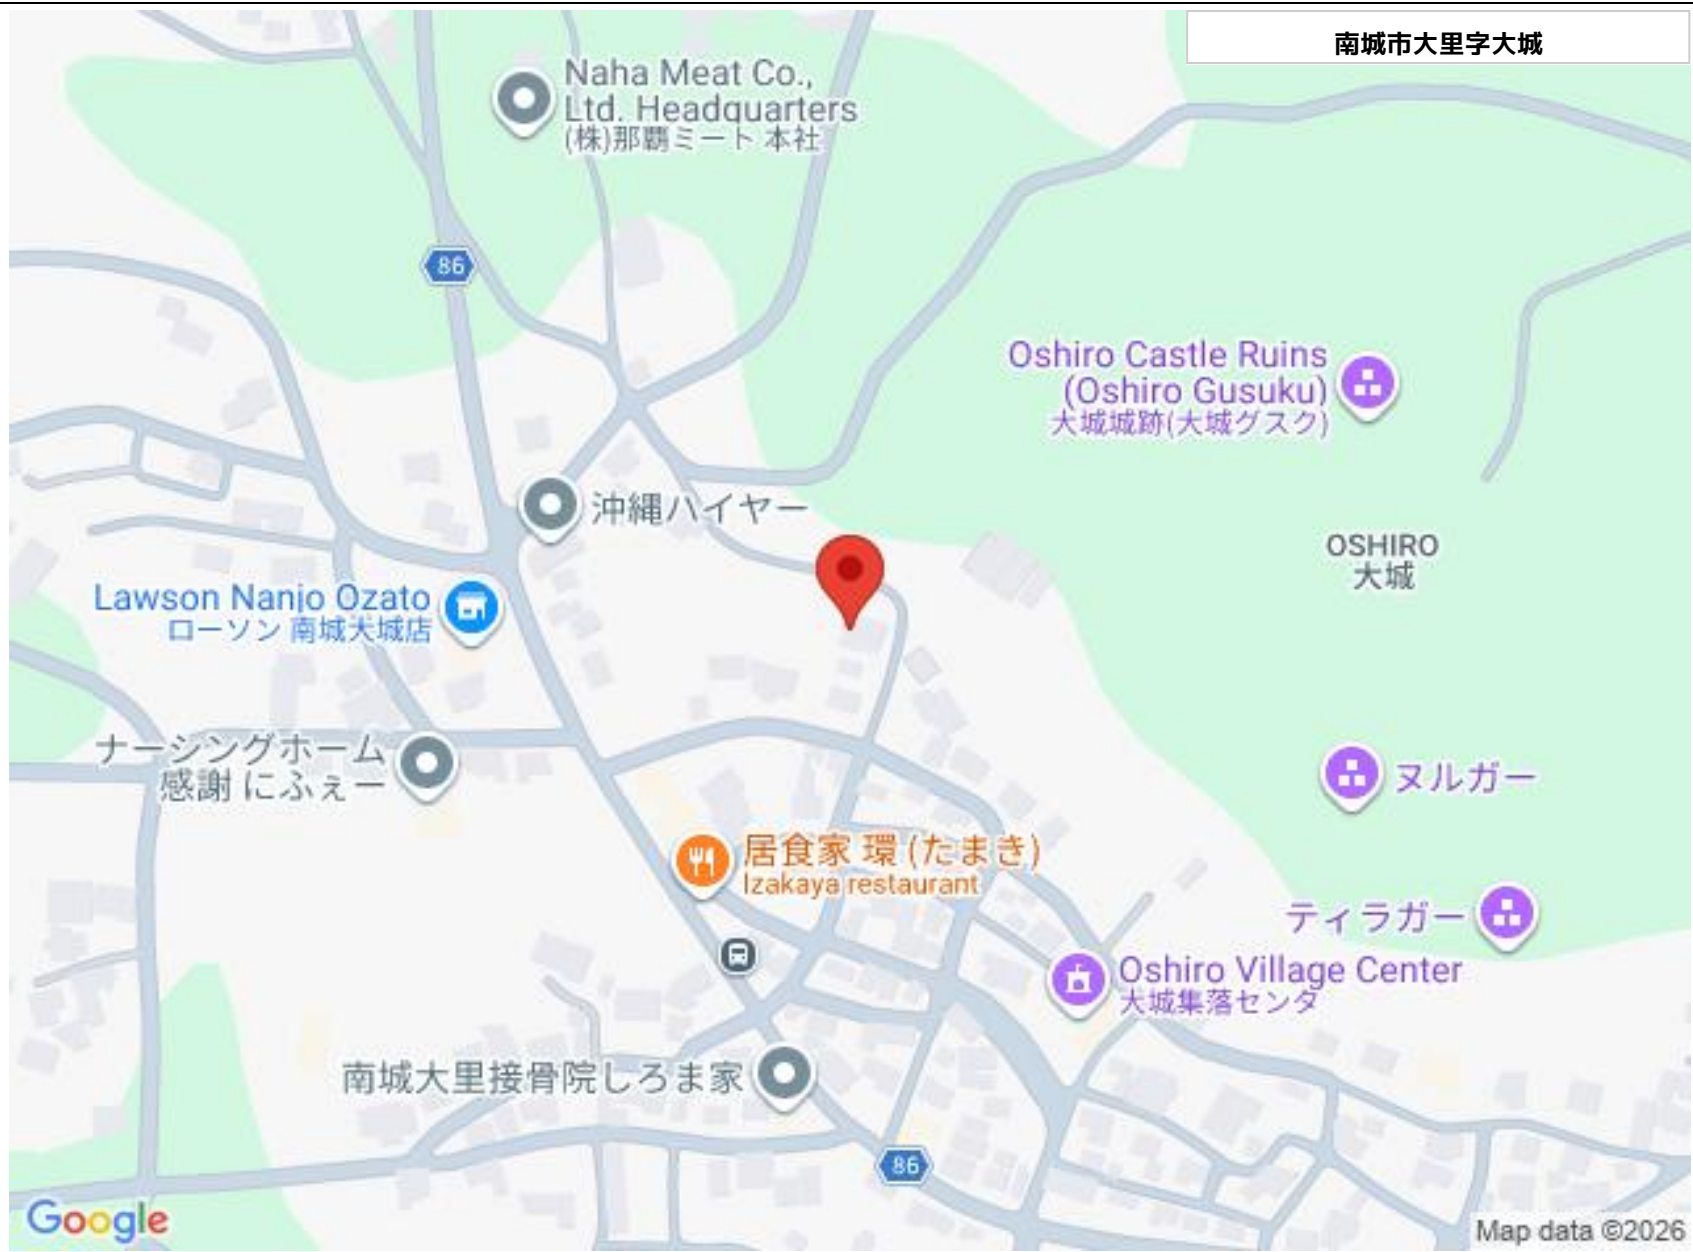 南城市大里字大城
Naha Meat Co.,
Ltd. Headquarters
(株)那覇ミート 本社
86
Oshiro Castle Ruins
(Oshiro Gusuku)
大城城跡(大城グスク)
沖縄ハイヤー
OSHIRO
大城
Lawson Nanjo Ozato
ローソン 南城大城店
ナーシングホーム
感謝 にふぇー
ヌルガー
居食家 環 (たまき)
Izakaya restaurant
ティラガー
Oshiro Village Center
大城集落センタ
南城大里接骨院しろま家
86
Google
Map data ©2026